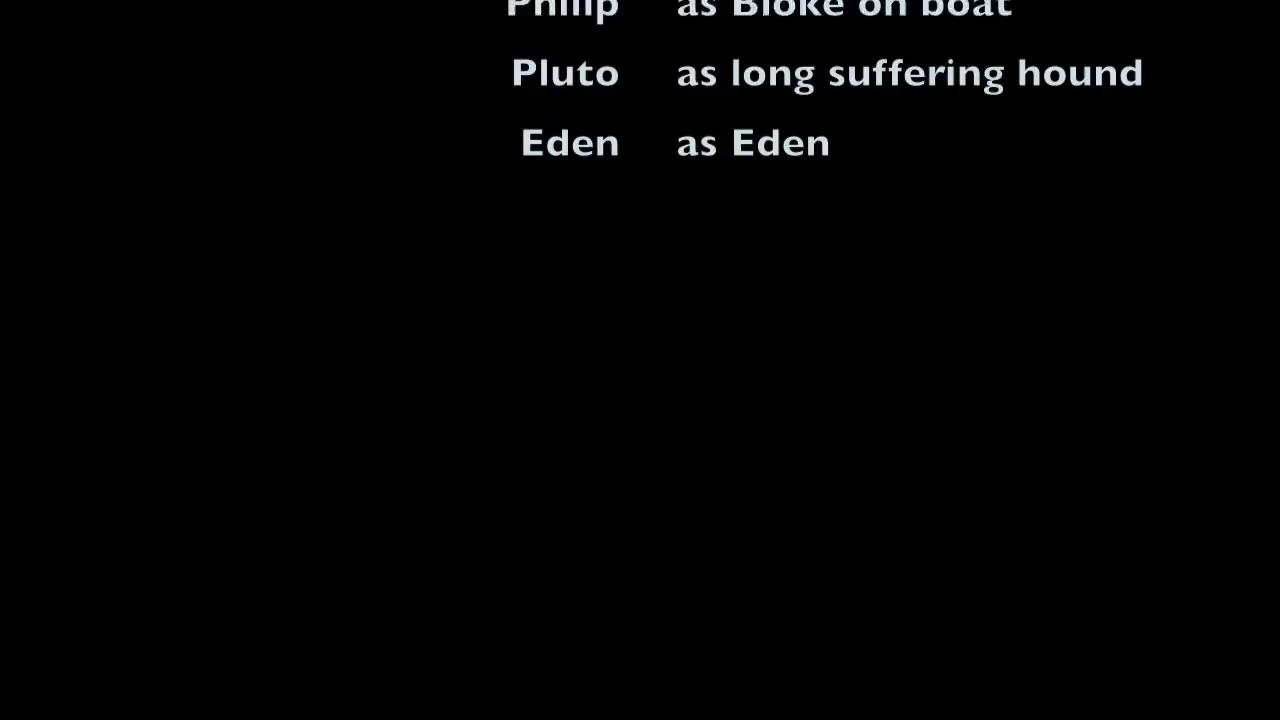 Philip as Bloke on boat
Pluto as long suffering hound
Eden as Eden